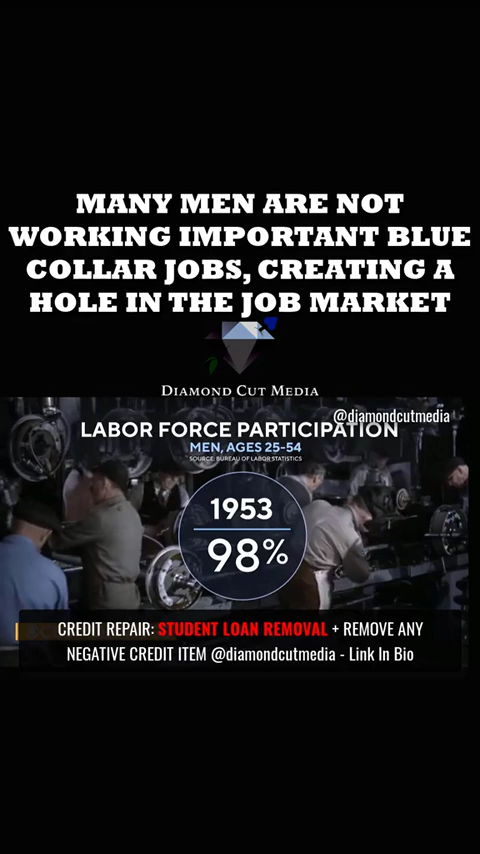 MANY MEN ARE NOT
WORKING IMPORTANT BLUE
COLLAR JOBS, CREATING A
HOLE IN THE JOB MARKET
DIAMOND CUT MEDIA
@diamondcutmedia
LABOR FORCE PARTICIPATION
MEN, AGES 25-54
SOURCE: BUREAU OF LABOR STATISTICS
1953
98%
CREDIT REPAIR: STUDENT LOAN REMOVAL + REMOVE ANY
NEGATIVE CREDIT ITEM @diamondcutmedia - Link In Bio